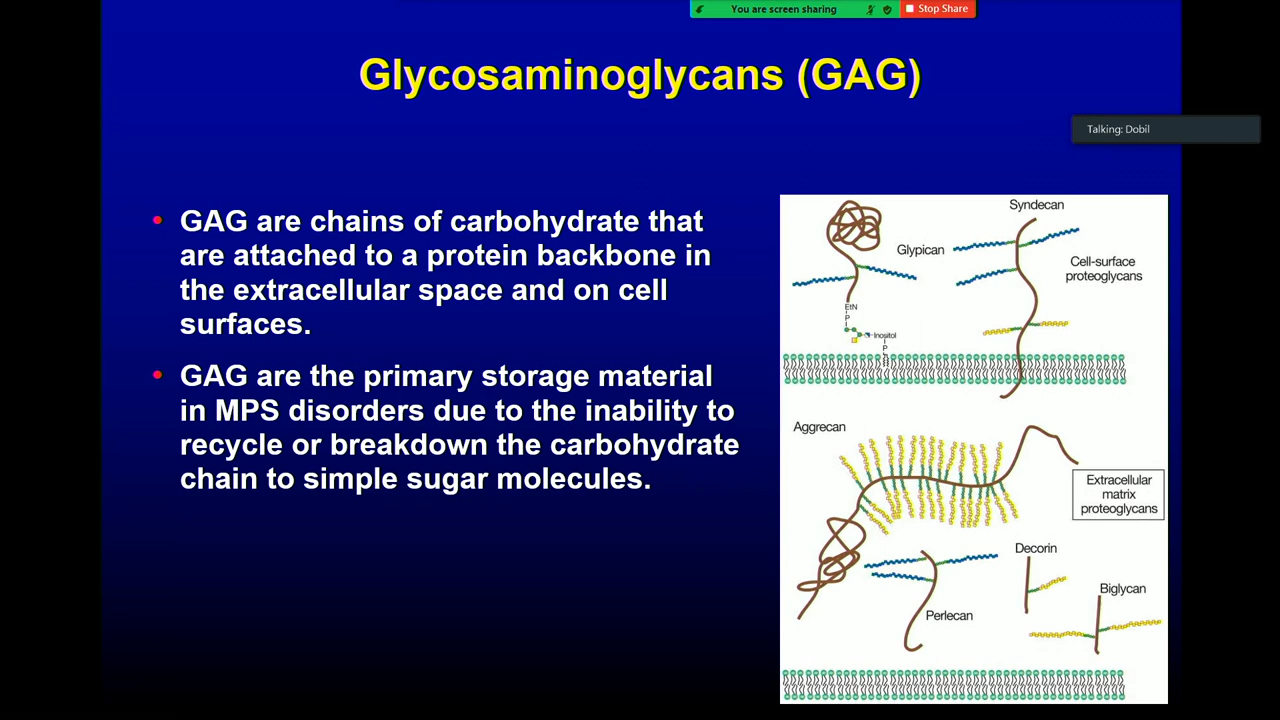 You are screen sharing
Stop Share
Glycosaminoglycans (GAG)
Talking: Dobil
• GAG are chains of carbohydrate that
are attached to a protein backbone in
the extracellular space and on cell
surfaces.
• GAG are the primary storage material
in MPS disorders due to the inability to
recycle or breakdown the carbohydrate
chain to simple sugar molecules.
Syndecan
Glypican
Cell-surface
proteoglycans
EtN
P
Inositol
P
Aggrecan
Extracellular
matrix
proteoglycans
Decorin
Biglycan
Perlecan